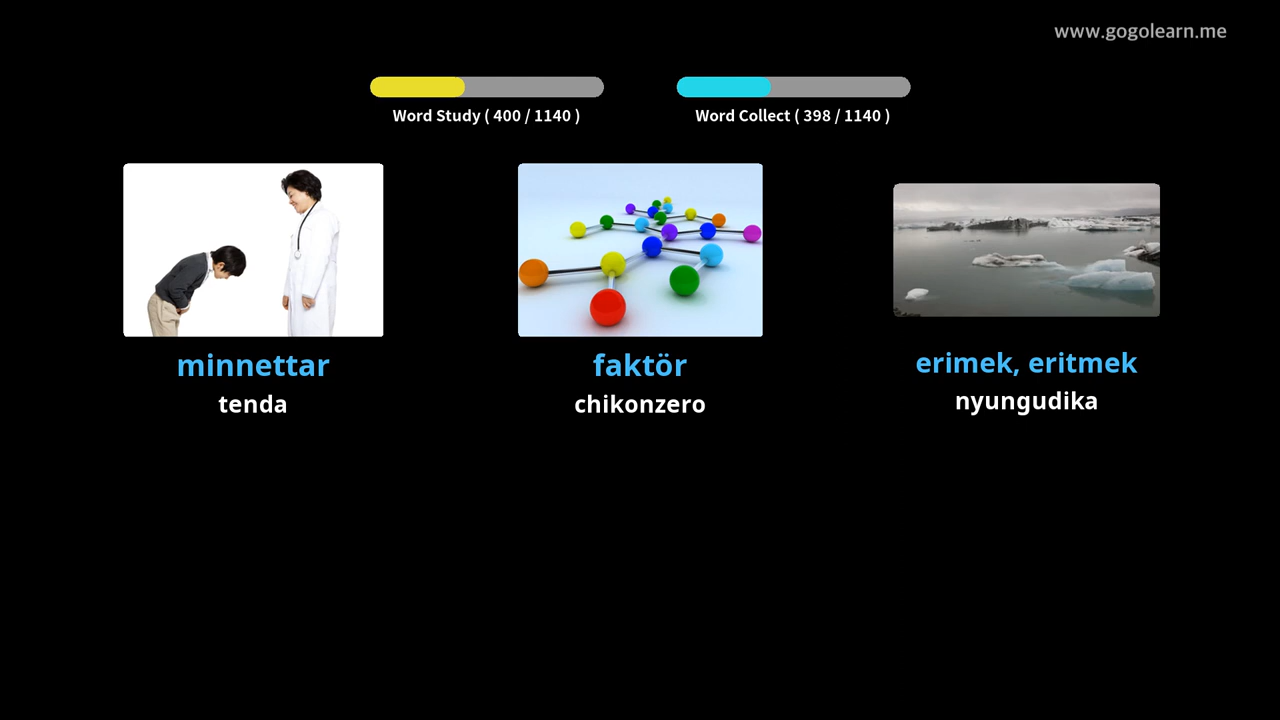 www.gogolearn.me
Word Study ( 400 / 1140 )
Word Collect ( 398 / 1140 )
minnettar
tenda
faktör
chikonzero
erimek, eritmek
nyungudika